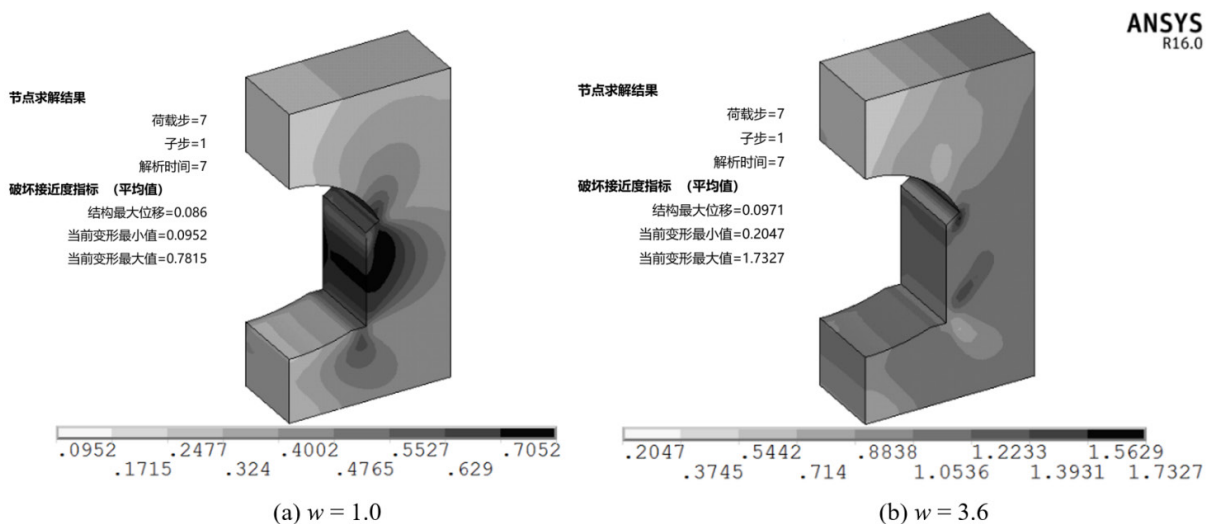 ANSYS
R16.0
节点求解结果
荷载步=7
子步=1
解析时间=7
破坏接近度指标 （平均值）
结构最大位移=0.086
当前变形最小值=0.0952
当前变形最大值=0.7815
.0952 .2477 .4002 .5527 .7052
.1715 .324 .4765 .629
(a) w = 1.0
节点求解结果
荷载步=7
子步=1
解析时间=7
破坏接近度指标 （平均值）
结构最大位移=0.0971
当前变形最小值=0.2047
当前变形最大值=1.7327
.2047 .5442 .8838 1.2233 1.5629
.3745 .714 1.0536 1.3931 1.7327
(b) w = 3.6